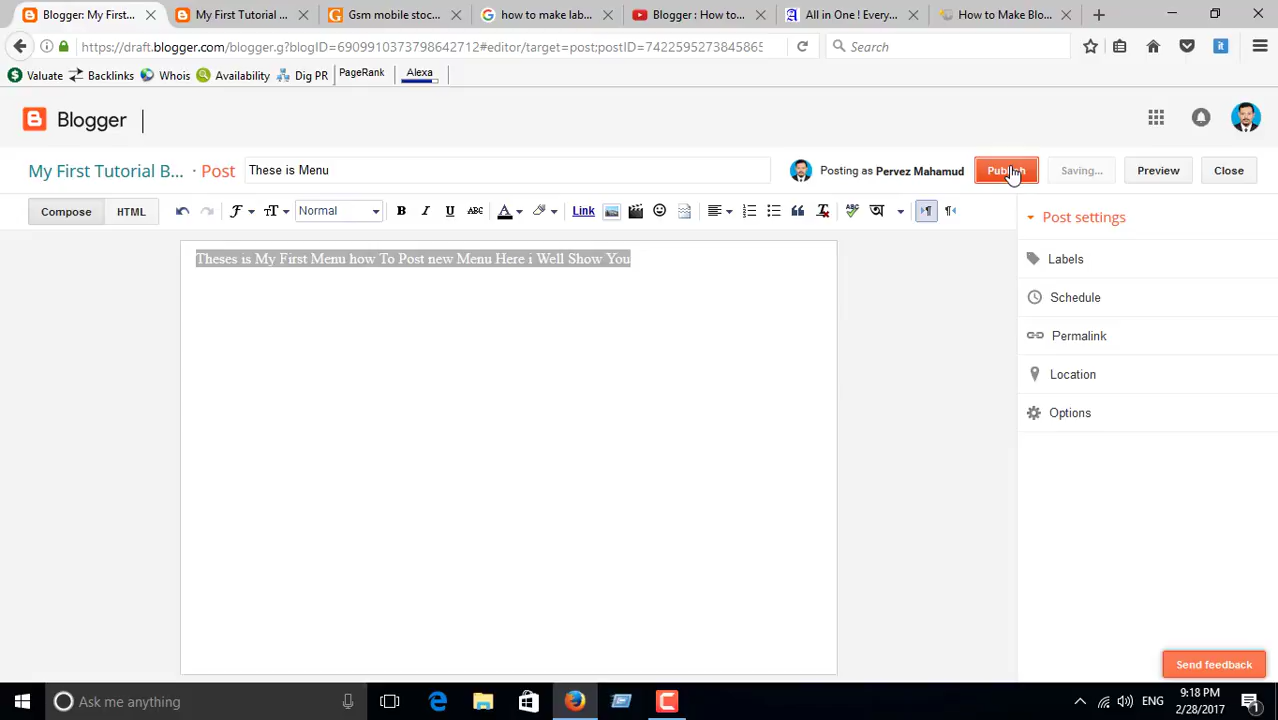 Blogger: My First...
My First Tutorial ...
Gsm mobile stoc...
how to make lab...
Blogger : How to...
All in One ! Every...
How to Make Blo...
https://draft.blogger.com/blogger.g?blogID=6909910373798642712#editor/target=post;postID=74225952738458​65
Search
Valuate
Backlinks
Whois
Availability
Dig PR
PageRank
Alexa
Blogger
My First Tutorial B... · Post
These is Menu
Posting as Pervez Mahamud
Publish
Saving...
Preview
Close
Compose
HTML
Normal
Link
Post settings
Theses is My First Menu how To Post new Menu Here i Well Show You
Labels
Schedule
Permalink
Location
Options
Send feedback
Ask me anything
ENG
9:18 PM
2/28/2017